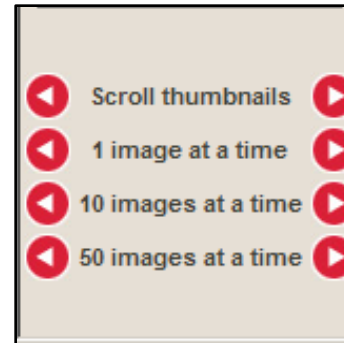 Scroll thumbnails
1 image at a time
10 images at a time
50 images at a time